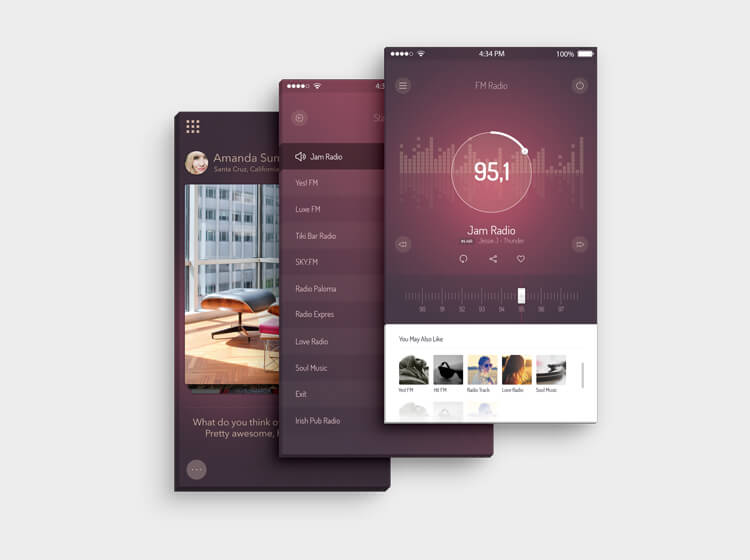 Amanda Sun
Santa Cruz, California
What do you think o
Pretty awesome,
4:3
Sta
Jam Radio
Yes! FM
Luxe FM
Tiki Bar Radio
SKY.FM
Radio Paloma
Radio Expres
Love Radio
Soul Music
Exit
Irish Pub Radio
4:34 PM
100%
FM Radio
95,1
Jam Radio
IN AIR Jessie J - Thunder
90 91 92 93 94 95 96 97
You May Also Like
Yes! FM Hit FM Radio Track Love Radio Soul Music